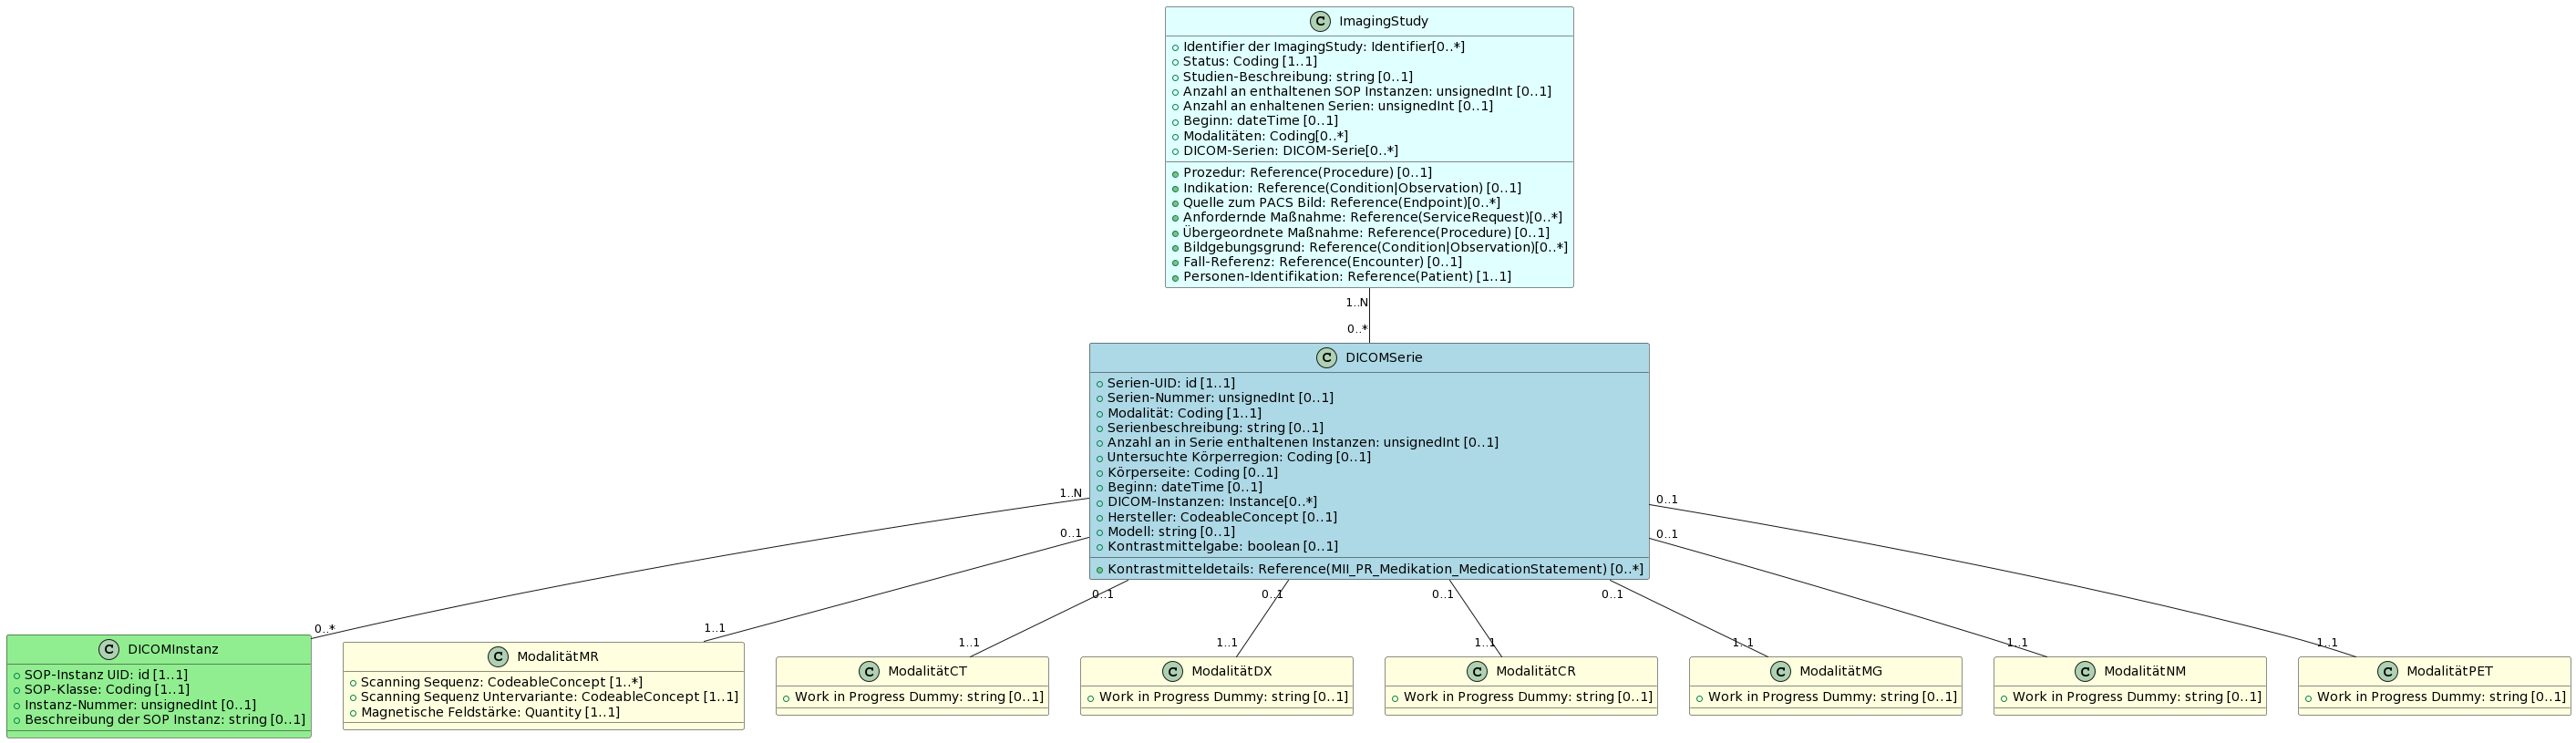 C ImagingStudy
Identifier der ImagingStudy: Identifier[0..*]
Status: Coding [1..1]
Studien-Beschreibung: string [0..1]
Anzahl an enthaltenen SOP Instanzen: unsignedInt [0..1]
Anzahl an enhaltenen Serien: unsignedInt [0..1]
Beginn: dateTime [0..1]
Modalitäten: Coding[0..*]
DICOM-Serien: DICOM-Serie[0..*]
Prozedur: Reference(Procedure) [0..1]
Indikation: Reference(Condition|Observation) [0..1]
Quelle zum PACS Bild: Reference(Endpoint)[0..*]
Anfordernde Maßnahme: Reference(ServiceRequest)[0..*]
Übergeordnete Maßnahme: Reference(Procedure) [0..1]
Bildgebungsgrund: Reference(Condition|Observation)[0..*]
Fall-Referenz: Reference(Encounter) [0..1]
Personen-Identifikation: Reference(Patient) [1..1]
1..N
0..*
C DICOMSerie
Serien-UID: id [1..1]
Serien-Nummer: unsignedInt [0..1]
Modalität: Coding [1..1]
Serienbeschreibung: string [0..1]
Anzahl an in Serie enthaltenen Instanzen: unsignedInt [0..1]
Untersuchte Körperregion: Coding [0..1]
Körperseite: Coding [0..1]
Beginn: dateTime [0..1]
DICOM-Instanzen: Instance[0..*]
Hersteller: CodeableConcept [0..1]
Modell: string [0..1]
Kontrastmittelgabe: boolean [0..1]
Kontrastmitteldetails: Reference(MII_PR_Medikation_MedicationStatement) [0..*]
1..N
0..1
0..1
0..1
0..1
0..1
0..1
0..1
0..*
1..1
1..1
1..1
1..1
1..1
1..1
1..1
C DICOMInstanz
SOP-Instanz UID: id [1..1]
SOP-Klasse: Coding [1..1]
Instanz-Nummer: unsignedInt [0..1]
Beschreibung der SOP Instanz: string [0..1]
C ModalitätMR
Scanning Sequenz: CodeableConcept [1..*]
Scanning Sequenz Untervariante: CodeableConcept [1..1]
Magnetische Feldstärke: Quantity [1..1]
C ModalitätCT
Work in Progress Dummy: string [0..1]
C ModalitätDX
Work in Progress Dummy: string [0..1]
C ModalitätCR
Work in Progress Dummy: string [0..1]
C ModalitätMG
Work in Progress Dummy: string [0..1]
C ModalitätNM
Work in Progress Dummy: string [0..1]
C ModalitätPET
Work in Progress Dummy: string [0..1]